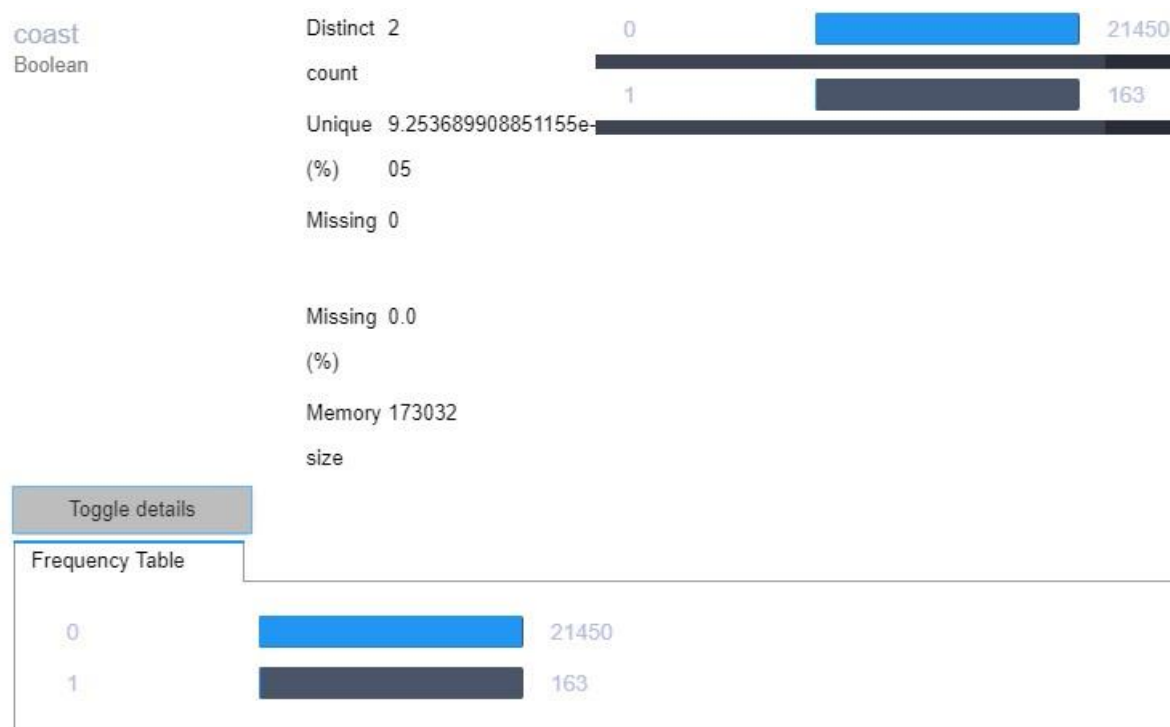 coast
Boolean
Distinct 2
count
Unique 9.253689908851155e-
(%) 05
Missing 0
Missing 0.0
(%)
Memory 173032
size
0 21450
1 163
Toggle details
Frequency Table
0 21450
1 163